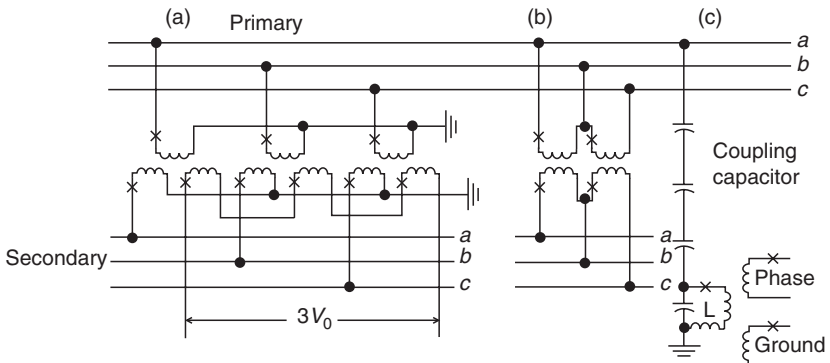 (a)
Primary
(b)
(c)
a
b
c
Coupling
capacitor
Secondary
a
b
c
a
b
c
L
Phase
3V₀
Ground